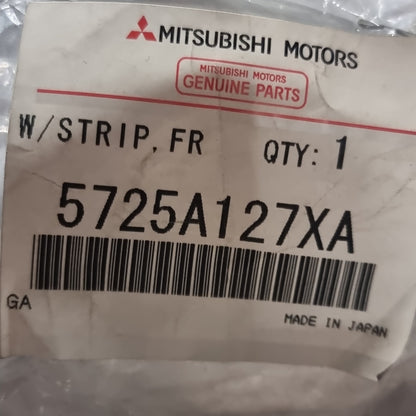 MITSUBISHI MOTORS
MITSUBISHI MOTORS
GENUINE PARTS
W/STRIP, FR QTY: 1
5725A127XA
GA
MADE IN JAPAN